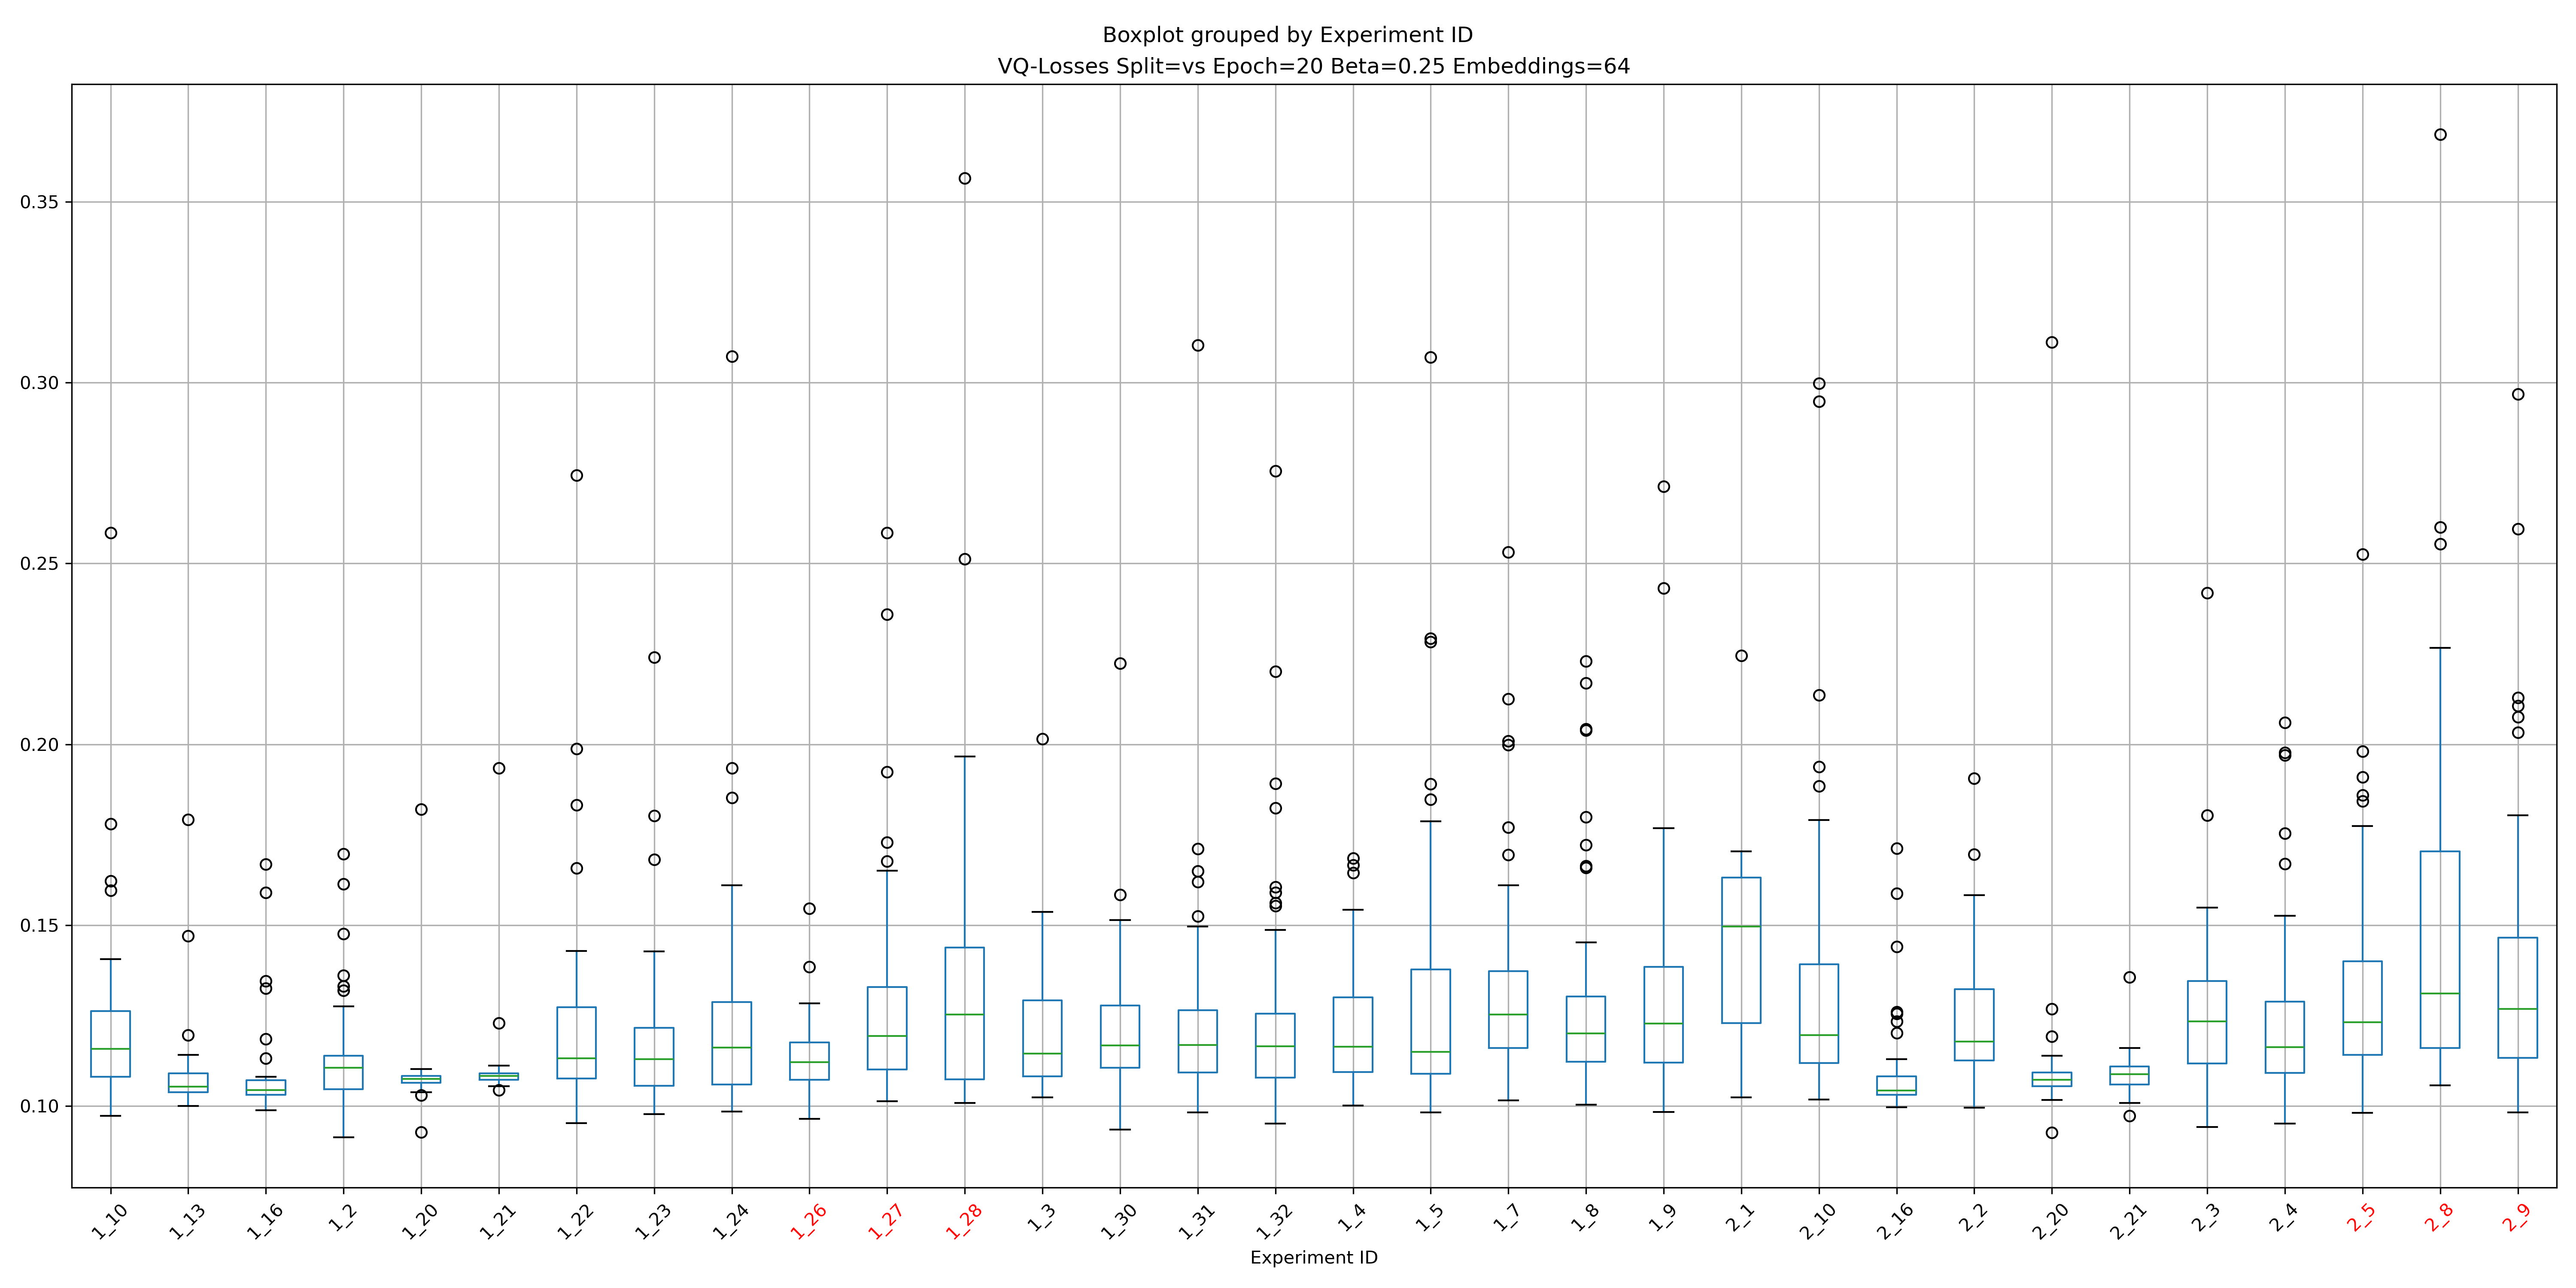 Boxplot grouped by Experiment ID
VQ-Losses Split=vs Epoch=20 Beta=0.25 Embeddings=64
0.35
0.30
0.25
0.20
0.15
0.10
1_10 1_13 1_16 1_2 1_20 1_21 1_22 1_23 1_24 1_26 1_27 1_28 1_3 1_30 1_31 1_32 1_4 1_5 1_7 1_8 1_9 2_1 2_10 2_16 2_2 2_20 2_21 2_3 2_4 2_5 2_8 2_9
Experiment ID